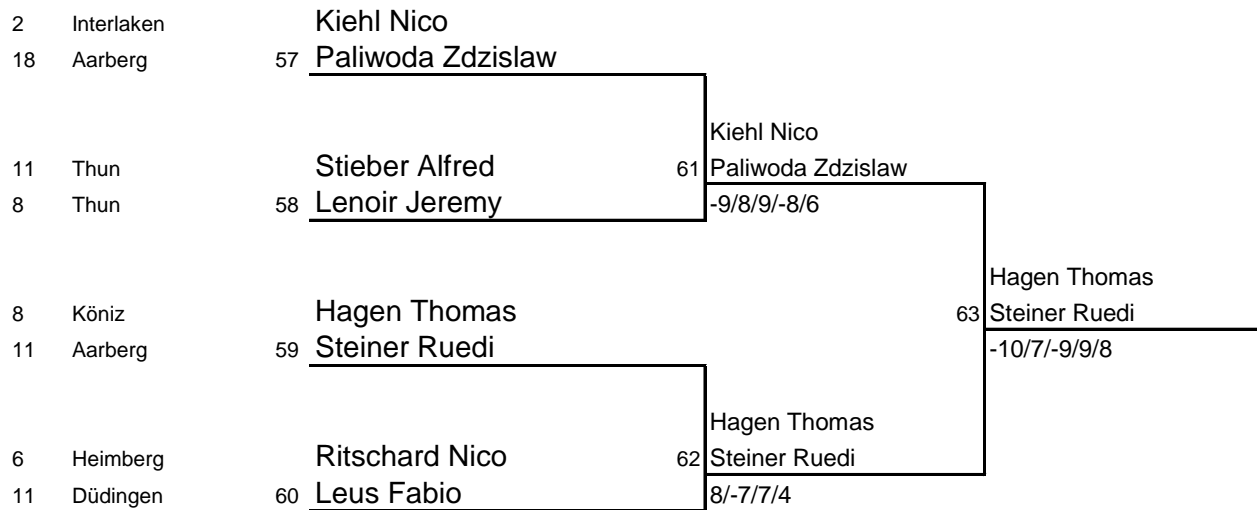 2 Interlaken Kiehl Nico
18 Aarberg 57 Paliwoda Zdzislaw
Kiehl Nico
11 Thun Stieber Alfred 61 Paliwoda Zdzislaw
8 Thun 58 Lenoir Jeremy -9/8/9/-8/6
Hagen Thomas
8 Köniz Hagen Thomas 63 Steiner Ruedi
11 Aarberg 59 Steiner Ruedi -10/7/-9/9/8
Hagen Thomas
6 Heimberg Ritschard Nico 62 Steiner Ruedi
11 Düdingen 60 Leus Fabio 8/-7/7/4